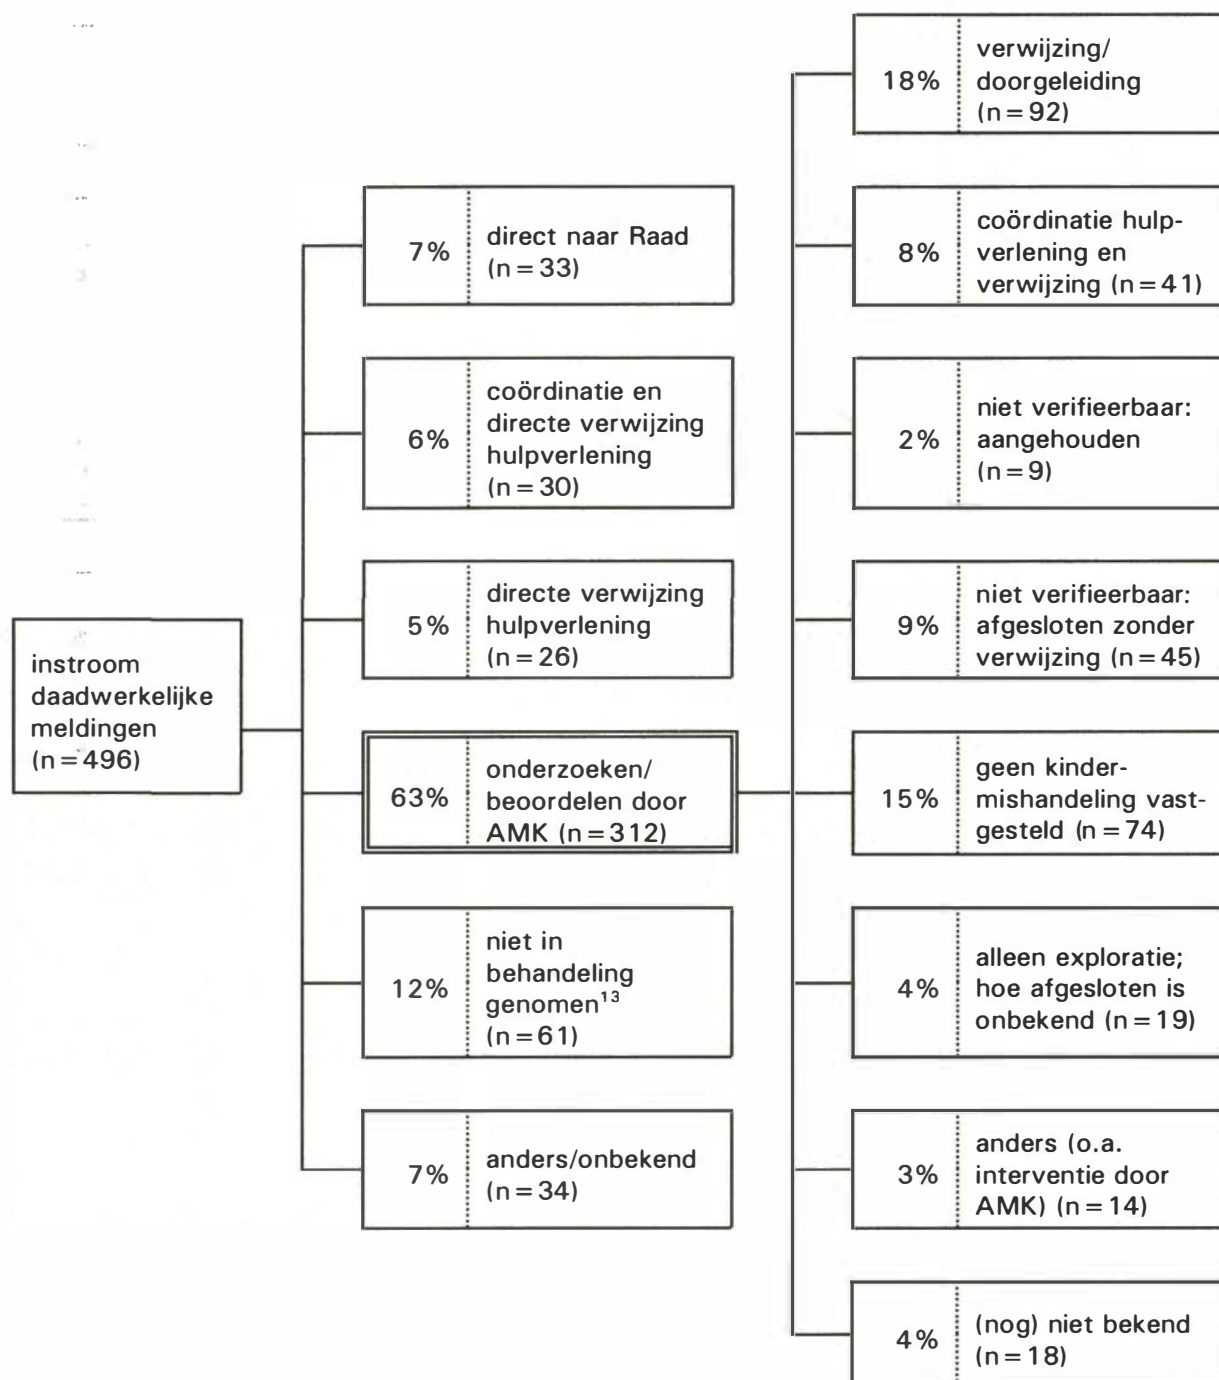 instroom
daadwerkelijke
meldingen
(n=496)
7%
direct naar Raad
(n=33)
6%
coördinatie en
directe verwijzing
hulpverlening
(n=30)
5%
directe verwijzing
hulpverlening
(n=26)
63%
onderzoeken/
beoordelen door
AMK (n=312)
12%
niet in
behandeling
genomen¹³
(n=61)
7%
anders/onbekend
(n=34)
18%
verwijzing/
doorgeleiding
(n=92)
8%
coördinatie hulp-
verlening en
verwijzing (n=41)
2%
niet verifieerbaar:
aangehouden
(n=9)
9%
niet verifieerbaar:
afgesloten zonder
verwijzing (n=45)
15%
geen kinder-
mishandeling vast-
gesteld (n=74)
4%
alleen exploratie;
hoe afgesloten is
onbekend (n=19)
3%
anders (o.a.
interventie door
AMK) (n=14)
4%
(nog) niet bekend
(n=18)